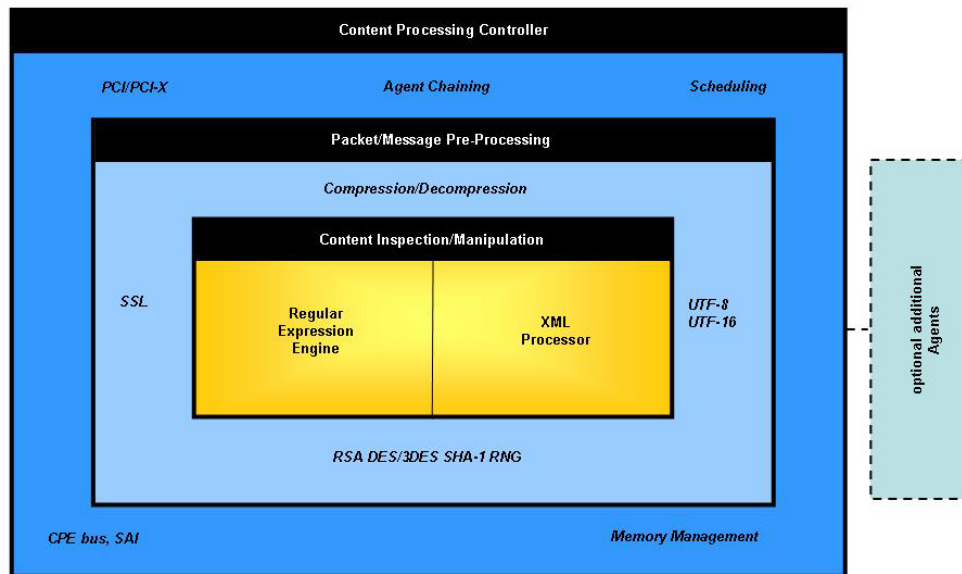 Content Processing Controller
PCI/PCI-X
Agent Chaining
Scheduling
Packet/Message Pre-Processing
Compression/Decompression
Content Inspection/Manipulation
SSL
Regular
Expression
Engine
XML
Processor
UTF-8
UTF-16
RSA DES/3DES SHA-1 RNG
CPE bus, SAI
Memory Management
optional additional
Agents